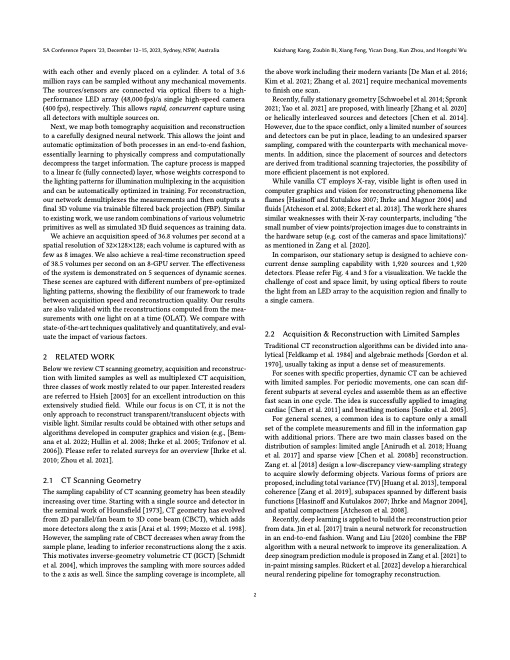 SA Conference Papers '23, December 12–15, 2023, Sydney, NSW, Australia
Kaizhang Kang, Zoubin Bi, Xiang Feng, Yican Dong, Kun Zhou, and Hongzhi Wu
with each other and evenly placed on a cylinder. A total of 3.6
million rays can be sampled without any mechanical movements.
The sources/sensors are connected via optical fibers to a high-
performance LED array (48,000 fps)/a single high-speed camera
(400 fps), respectively. This allows rapid, concurrent capture using
all detectors with multiple sources on.
Next, we map both tomography acquisition and reconstruction
to a carefully designed neural network. This allows the joint and
automatic optimization of both processes in an end-to-end fashion,
essentially learning to physically compress and computationally
decompress the target information. The capture process is mapped
to a linear fc (fully connected) layer, whose weights correspond to
the lighting patterns for illumination multiplexing in the acquisition
and can be automatically optimized in training. For reconstruction,
our network demultiplexes the measurements and then outputs a
final 3D volume via trainable filtered back projection (FBP). Similar
to existing work, we use random combinations of various volumetric
primitives as well as simulated 3D fluid sequences as training data.
We achieve an acquisition speed of 36.8 volumes per second at a
spatial resolution of 32×128×128; each volume is captured with as
few as 8 images. We also achieve a real-time reconstruction speed
of 38.5 volumes per second on an 8-GPU server. The effectiveness
of the system is demonstrated on 5 sequences of dynamic scenes.
These scenes are captured with different numbers of pre-optimized
lighting patterns, showing the flexibility of our framework to trade
between acquisition speed and reconstruction quality. Our results
are also validated with the reconstructions computed from the mea-
surements with one light on at a time (OLAT). We compare with
state-of-the-art techniques qualitatively and quantitatively, and eval-
uate the impact of various factors.
2 RELATED WORK
Below we review CT scanning geometry, acquisition and reconstruc-
tion with limited samples as well as multiplexed CT acquisition,
three classes of work mostly related to our paper. Interested readers
are referred to Hsieh [2003] for an excellent introduction on this
extensively studied field. While our focus is on CT, it is not the
only approach to reconstruct transparent/translucent objects with
visible light. Similar results could be obtained with other setups and
algorithms developed in computer graphics and vision (e.g., [Bem-
ana et al. 2022; Hullin et al. 2008; Ihrke et al. 2005; Trifonov et al.
2006]). Please refer to related surveys for an overview [Ihrke et al.
2010; Zhou et al. 2021].
2.1 CT Scanning Geometry
The sampling capability of CT scanning geometry has been steadily
increasing over time. Starting with a single source and detector in
the seminal work of Hounsfield [1973], CT geometry has evolved
from 2D parallel/fan beam to 3D cone beam (CBCT), which adds
more detectors along the z axis [Arai et al. 1999; Mozzo et al. 1998].
However, the sampling rate of CBCT decreases when away from the
sample plane, leading to inferior reconstructions along the z axis.
This motivates inverse-geometry volumetric CT (IGCT) [Schmidt
et al. 2004], which improves the sampling with more sources added
to the z axis as well. Since the sampling coverage is incomplete, all
the above work including their modern variants [De Man et al. 2016;
Kim et al. 2021; Zhang et al. 2021] require mechanical movements
to finish one scan.
Recently, fully stationary geometry [Schwoebel et al. 2014; Spronk
2021; Yao et al. 2021] are proposed, with linearly [Zhang et al. 2020]
or helically interleaved sources and detectors [Chen et al. 2014].
However, due to the space conflict, only a limited number of sources
and detectors can be put in place, leading to an undesired sparser
sampling, compared with the counterparts with mechanical move-
ments. In addition, since the placement of sources and detectors
are derived from traditional scanning trajectories, the possibility of
more efficient placement is not explored.
While vanilla CT employs X-ray, visible light is often used in
computer graphics and vision for reconstructing phenomena like
flames [Hasinoff and Kutulakos 2007; Ihrke and Magnor 2004] and
fluids [Atcheson et al. 2008; Eckert et al. 2018]. The work here shares
similar weaknesses with their X-ray counterparts, including "the
small number of view points/projection images due to constraints in
the hardware setup (e.g. cost of the cameras and space limitations)",
as mentioned in Zang et al. [2020].
In comparison, our stationary setup is designed to achieve con-
current dense sampling capability with 1,920 sources and 1,920
detectors. Please refer Fig. 4 and 3 for a visualization. We tackle the
challenge of cost and space limit, by using optical fibers to route
the light from an LED array to the acquisition region and finally to
a single camera.
2.2 Acquisition & Reconstruction with Limited Samples
Traditional CT reconstruction algorithms can be divided into ana-
lytical [Feldkamp et al. 1984] and algebraic methods [Gordon et al.
1970], usually taking as input a dense set of measurements.
For scenes with specific properties, dynamic CT can be achieved
with limited samples. For periodic movements, one can scan dif-
ferent subparts at several cycles and assemble them as an effective
fast scan in one cycle. The idea is successfully applied in imaging
cardiac [Chen et al. 2011] and breathing motions [Sonke et al. 2005].
For general scenes, a common idea is to capture only a small
set of the complete measurements and fill in the information gap
with additional priors. There are two main classes based on the
distribution of samples: limited angle [Anirudh et al. 2018; Huang
et al. 2017] and sparse view [Chen et al. 2008b] reconstruction.
Zang et al. [2018] design a low-discrepancy view-sampling strategy
to acquire slowly deforming objects. Various forms of priors are
proposed, including total variance (TV) [Huang et al. 2013], temporal
coherence [Zang et al. 2019], subspaces spanned by different basis
functions [Hasinoff and Kutulakos 2007; Ihrke and Magnor 2004],
and spatial compactness [Atcheson et al. 2008].
Recently, deep learning is applied to build the reconstruction prior
from data. Jin et al. [2017] train a neural network for reconstruction
in an end-to-end fashion. Wang and Liu [2020] combine the FBP
algorithm with a neural network to improve its generalization. A
deep sinogram prediction module is proposed in Zang et al. [2021] to
in-paint missing samples. Rückert et al. [2022] develop a hierarchical
neural rendering pipeline for tomography reconstruction.
2